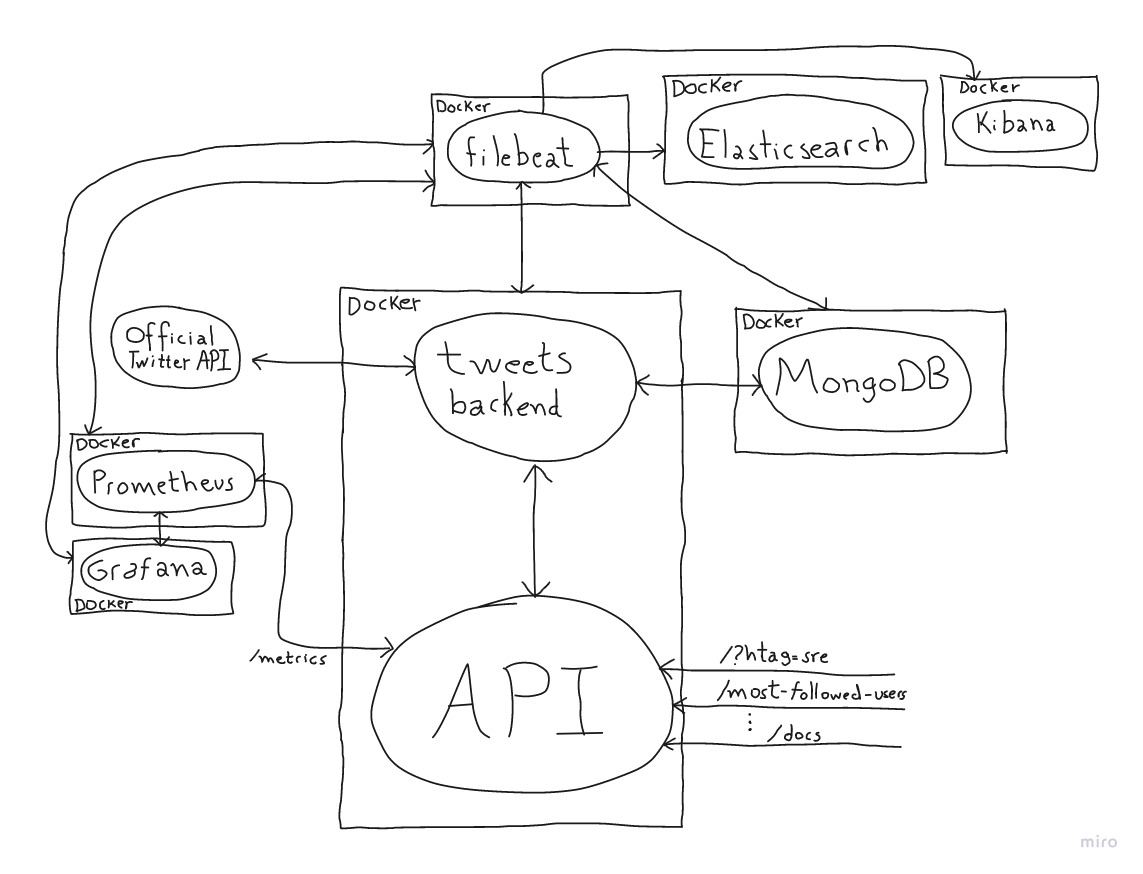 Docker
filebeat
Docker
Elasticsearch
Docker
Kibana
Docker
tweets
backend
Official
Twitter API
Docker
MongoDB
Docker
Prometheus
Grafana
Docker
/metrics
API
/?htag=sre
/most-followed-users
⋮
/docs
miro